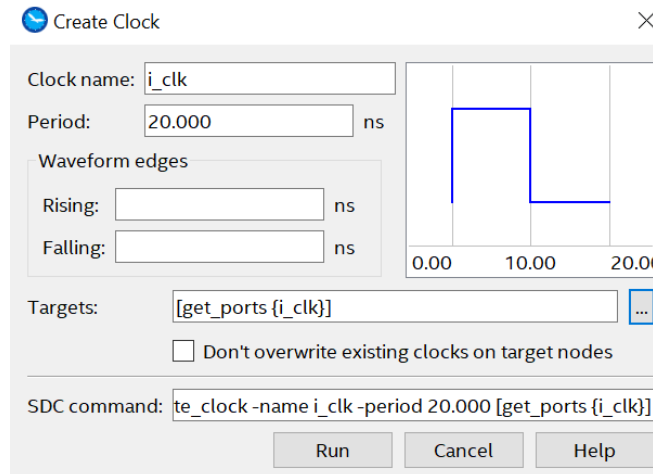 Create Clock
Clock name: i_clk
Period: 20.000 ns
Waveform edges
Rising: ns
Falling: ns
0.00 10.00 20.0
Targets: [get_ports {i_clk}] ...
Don't overwrite existing clocks on target nodes
SDC command: te_clock -name i_clk -period 20.000 [get_ports {i_clk}]
Run Cancel Help